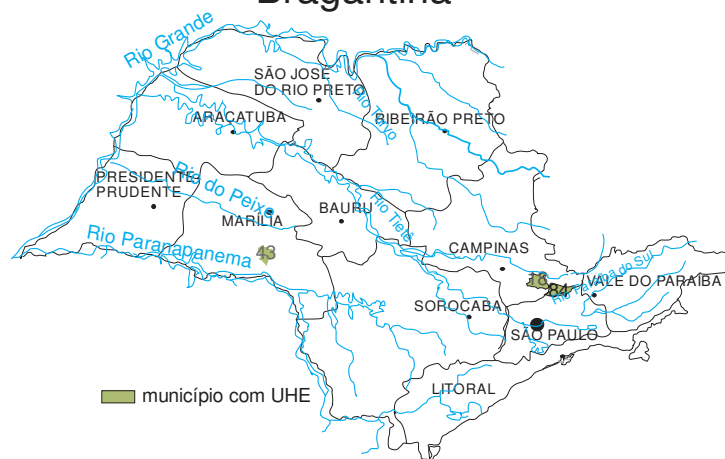 Bragantina
Rio Grande
SÃO JOSÉ
DO RIO PRETO
Rio Turvo
ARAÇATUBA
RIBEIRÃO PRETO
PRESIDENTE
PRUDENTE
Rio do Peixe
MARÍLIA
BAURU
Rio Tietê
Rio Paranapanema
43
CAMPINAS
18
84
Rio Paraíba do Sul
VALE DO PARAÍBA
SOROCABA
SÃO PAULO
LITORAL
município com UHE